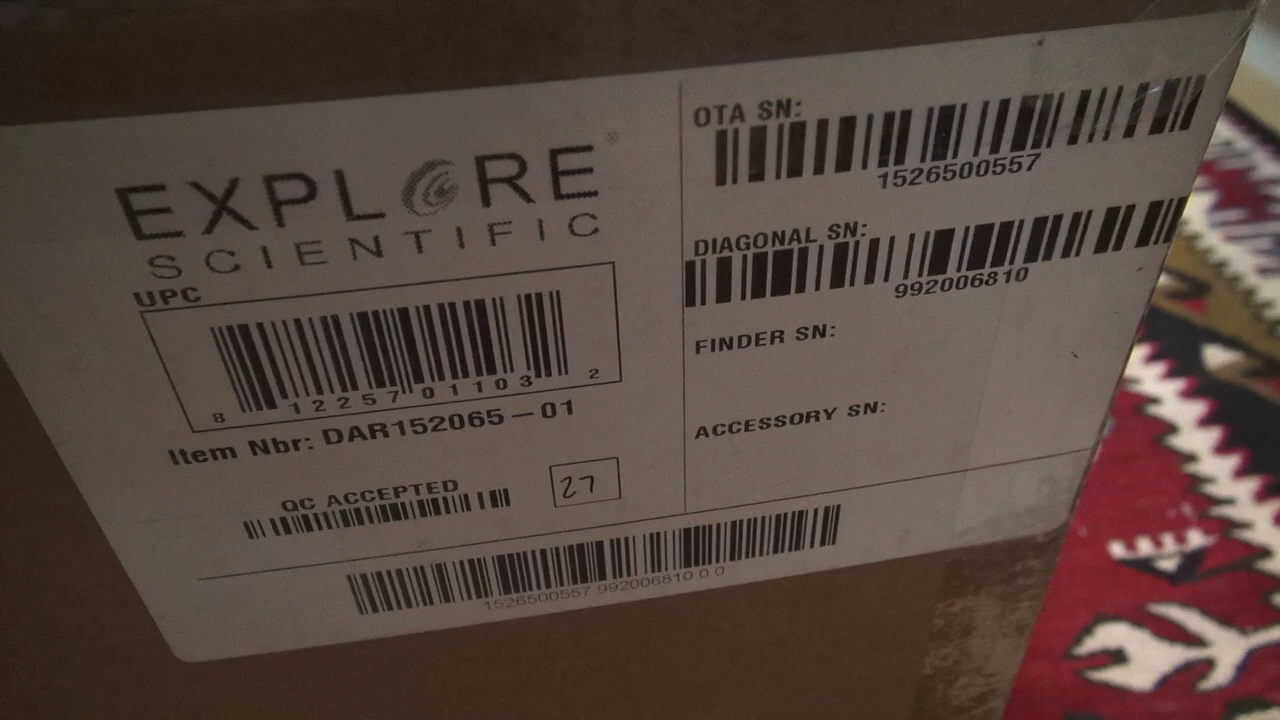 EXPLORE
SCIENTIFIC
®
UPC
8 12257 01103 2
Item Nbr: DAR152065-01
QC ACCEPTED
27
OTA SN:
1526500557
DIAGONAL SN:
992006810
FINDER SN:
ACCESSORY SN:
1526500557 992006810 0 0